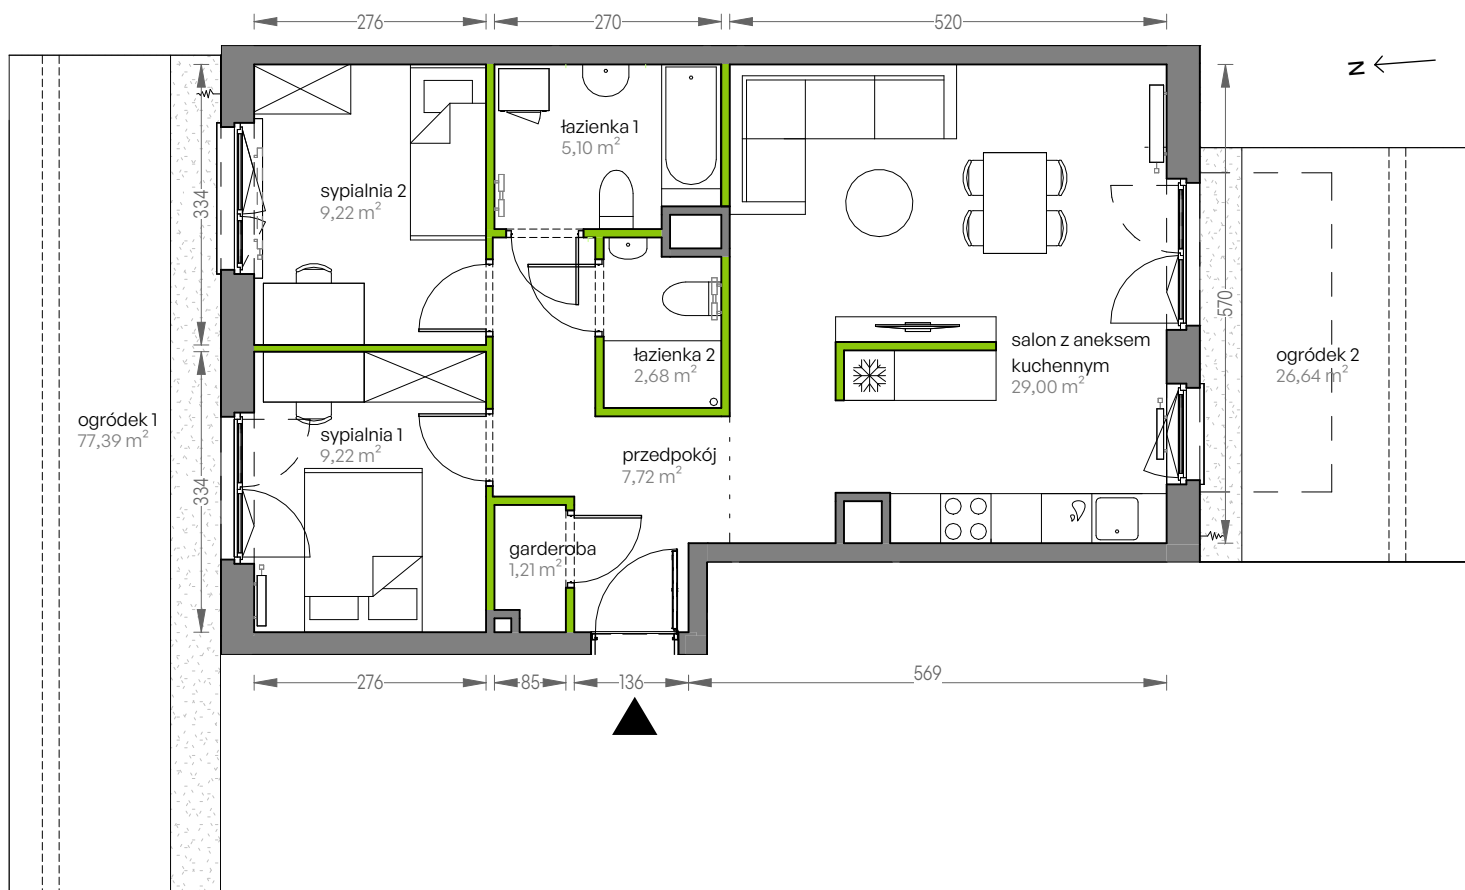 276
270
520
N
łazienka 1
5,10 m²
sypialnia 2
9,22 m²
334
570
salon z aneksem
kuchennym
29,00 m²
łazienka 2
2,68 m²
ogródek 2
26,64 m²
ogródek 1
77,39 m²
sypialnia 1
9,22 m²
przedpokój
7,72 m²
334
garderoba
1,21 m²
276
85
136
569